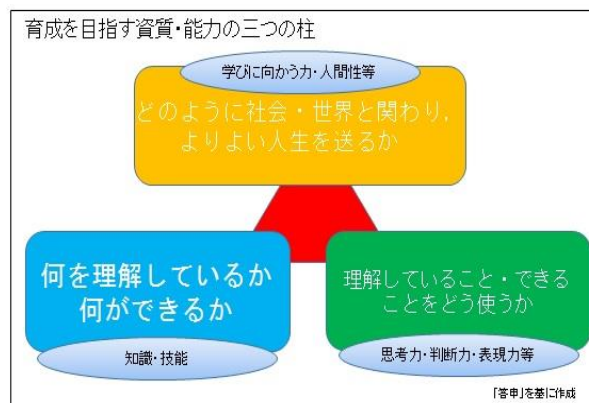 育成を目指す資質・能力の三つの柱
学びに向かう力・人間性等
どのように社会・世界と関わり,
よりよい人生を送るか
何を理解しているか
何ができるか
知識・技能
理解していること・できる
ことをどう使うか
思考力・判断力・表現力等
「答申」を基に作成